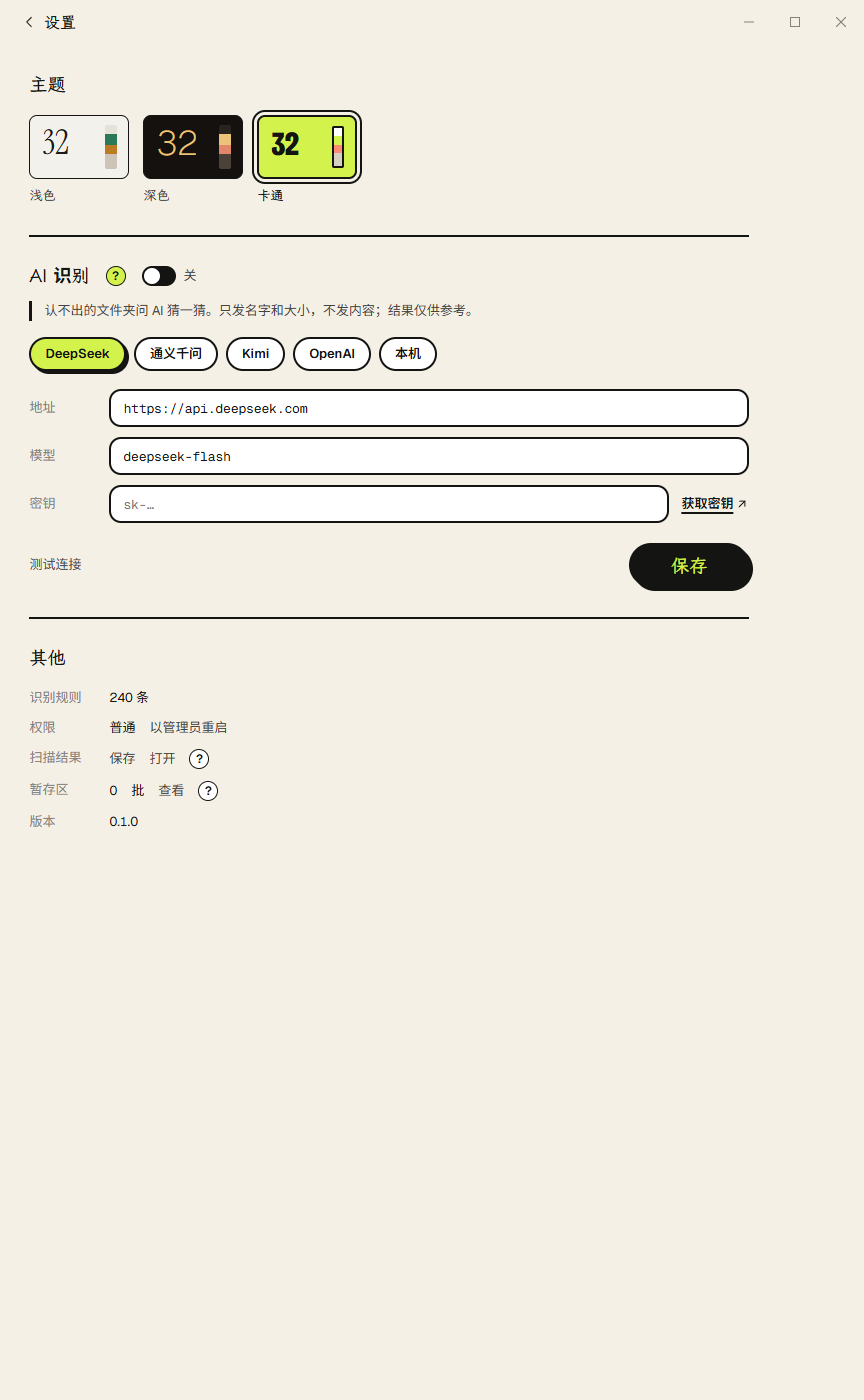 设置
主题
32 32 32
浅色 深色 卡通
AI 识别 ? 关
认不出的文件夹问 AI 猜一猜。只发名字和大小，不发内容；结果仅供参考。
DeepSeek 通义千问 Kimi OpenAI 本机
地址 https://api.deepseek.com
模型 deepseek-flash
密钥 sk-… 获取密钥
测试连接 保存
其他
识别规则 240 条
权限 普通 以管理员重启
扫描结果 保存 打开 ?
暂存区 0 批 查看 ?
版本 0.1.0